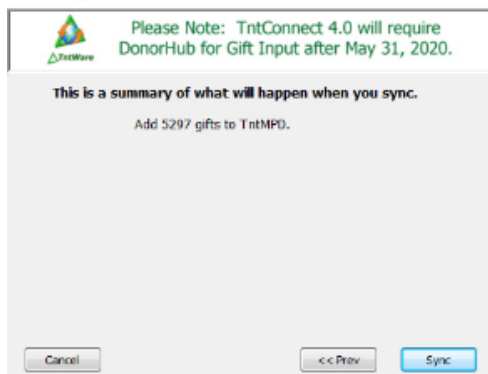 Please Note: TntConnect 4.0 will require
DonorHub for Gift Input after May 31, 2020.
TntWare
This is a summary of what will happen when you sync.
Add 5297 gifts to TntMPD.
Cancel
<< Prev
Sync